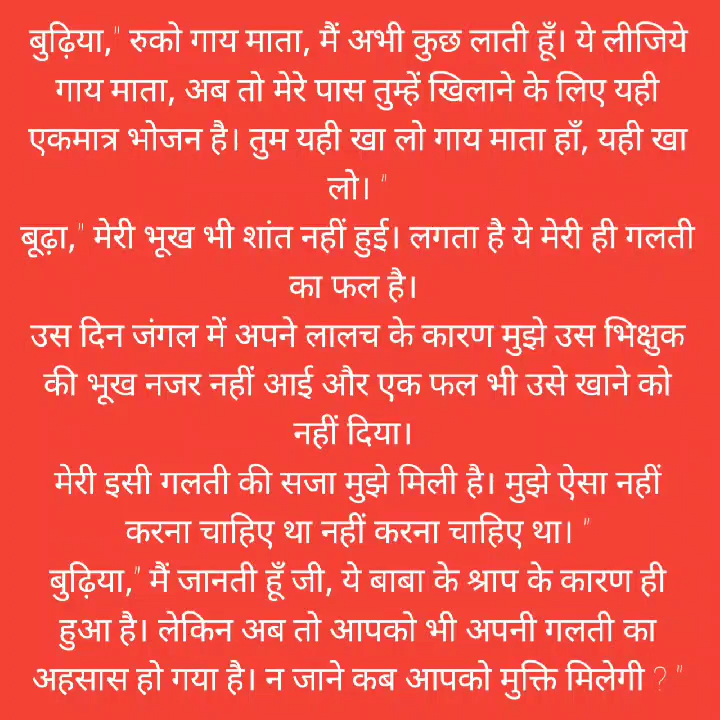 बुढ़िया," रुको गाय माता, मैं अभी कुछ लाती हूँ। ये लीजिये
गाय माता, अब तो मेरे पास तुम्हें खिलाने के लिए यही
एकमात्र भोजन है। तुम यही खा लो गाय माता हाँ, यही खा
लो। "
बूढ़ा," मेरी भूख भी शांत नहीं हुई। लगता है ये मेरी ही गलती
का फल है।
उस दिन जंगल में अपने लालच के कारण मुझे उस भिक्षुक
की भूख नजर नहीं आई और एक फल भी उसे खाने को
नहीं दिया।
मेरी इसी गलती की सजा मुझे मिली है। मुझे ऐसा नहीं
करना चाहिए था नहीं करना चाहिए था। "
बुढ़िया," मैं जानती हूँ जी, ये बाबा के श्राप के कारण ही
हुआ है। लेकिन अब तो आपको भी अपनी गलती का
अहसास हो गया है। न जाने कब आपको मुक्ति मिलेगी ? "